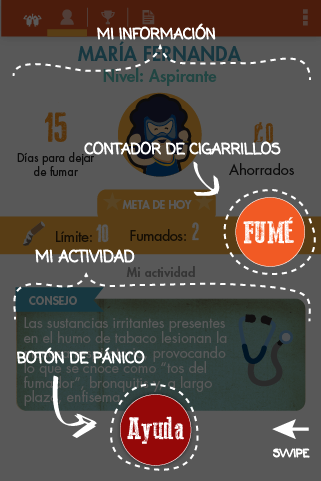 MI INFORMACIÓN
MARÍA FERNANDA
Nivel: Aspirante
15
Días para dejar
de fumar
Ahorrados
CONTADOR DE CIGARRILLOS
META DE HOY
FUMÉ
Límite: 10 Fumados: 2
MI ACTIVIDAD
Mi actividad
CONSEJO
Las sustancias irritantes presentes
en el humo de tabaco lesionan la
provocando
BOTÓN DE PÁNICO
lo que se choce como "tos del
fumador", bronquitis y a largo
plazo, enfisema
Ayuda
SWIPE